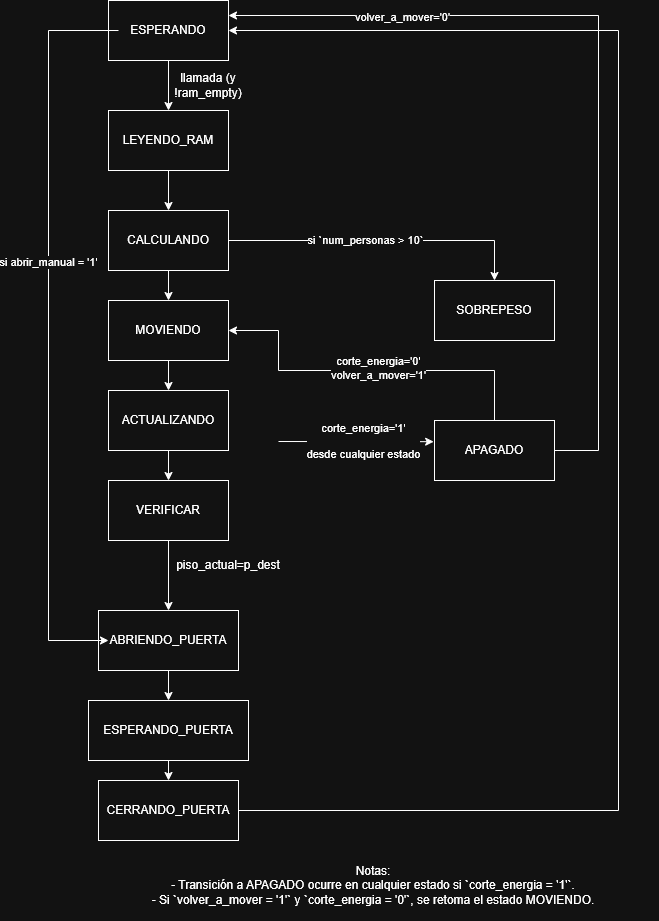 ESPERANDO
volver_a_mover='0'
llamada (y
!ram_empty)
LEYENDO_RAM
CALCULANDO
si `num_personas > 10`
si abrir_manual = '1'
SOBREPESO
MOVIENDO
corte_energia='0'
volver_a_mover='1'
ACTUALIZANDO
corte_energia='1'
desde cualquier estado
APAGADO
VERIFICAR
piso_actual=p_dest
ABRIENDO_PUERTA
ESPERANDO_PUERTA
CERRANDO_PUERTA
Notas:
- Transición a APAGADO ocurre en cualquier estado si `corte_energia = '1'`.
- Si `volver_a_mover = '1'` y `corte_energia = '0'`, se retoma el estado MOVIENDO.